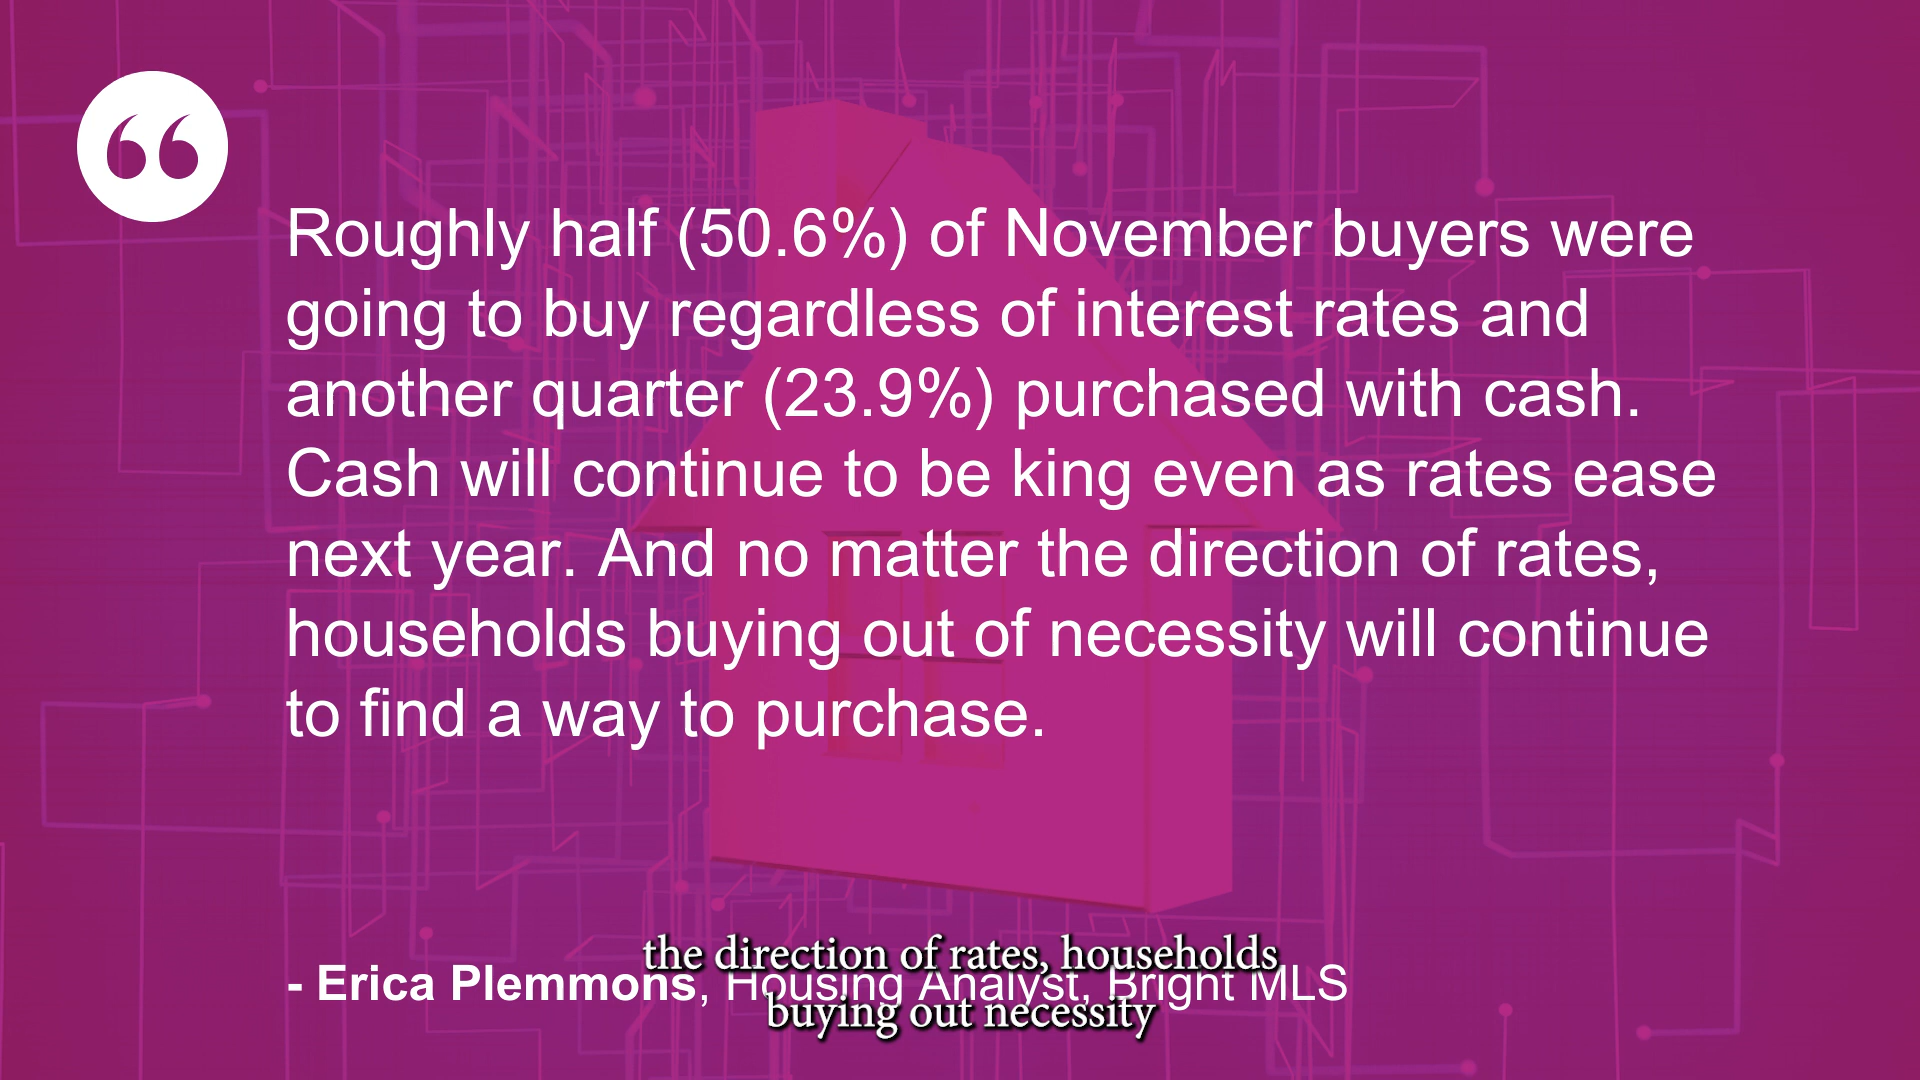 “
Roughly half (50.6%) of November buyers were
going to buy regardless of interest rates and
another quarter (23.9%) purchased with cash.
Cash will continue to be king even as rates ease
next year. And no matter the direction of rates,
households buying out of necessity will continue
to find a way to purchase.
- Erica Plemmons, Housing Analyst, Bright MLS
the direction of rates, households
buying out necessity